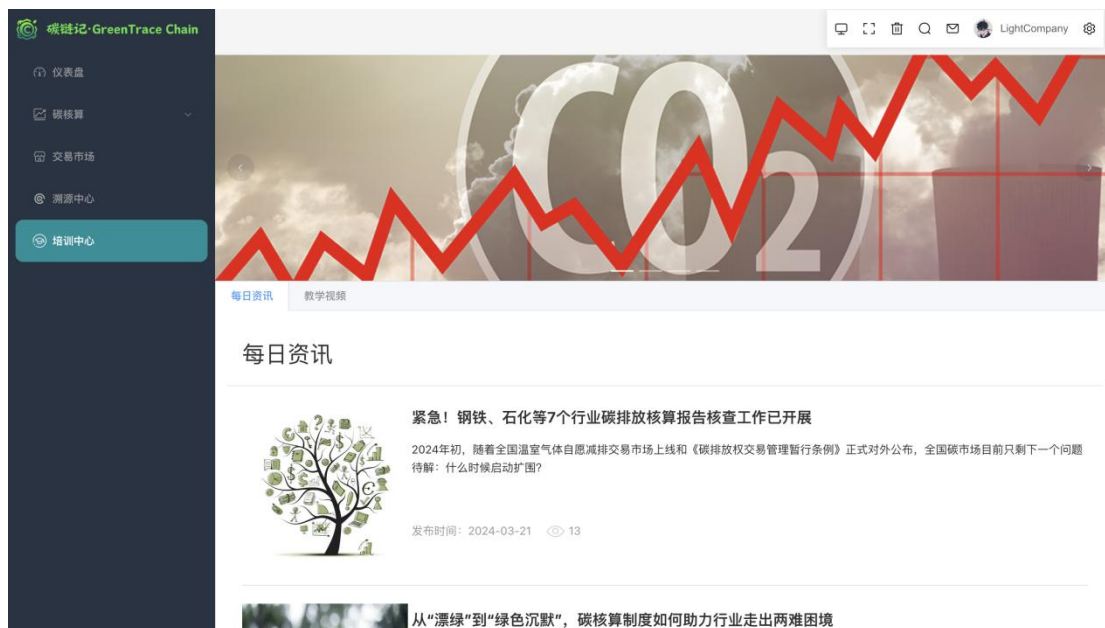 碳链记·GreenTrace Chain
LightCompany
仪表盘
碳核算
交易市场
溯源中心
培训中心
CO2
每日资讯
教学视频
每日资讯
紧急！钢铁、石化等7个行业碳排放核算报告核查工作已开展
2024年初，随着全国温室气体自愿减排交易市场上线和《碳排放权交易管理暂行条例》正式对外公布，全国碳市场目前只剩下一个问题
待解：什么时候启动扩围？
发布时间：2024-03-21 13
从“漂绿”到“绿色沉默”，碳核算制度如何助力行业走出两难困境